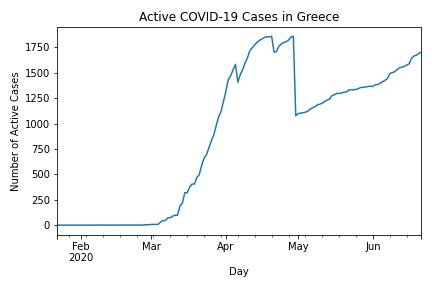 Active COVID-19 Cases in Greece
Number of Active Cases
1750
1500
1250
1000
750
500
250
0
Feb
2020
Mar
Apr
May
Jun
Day